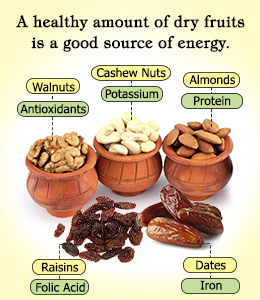 A healthy amount of dry fruits
is a good source of energy.
Cashew Nuts
Potassium
Walnuts
Antioxidants
Almonds
Protein
Raisins
Folic Acid
Dates
Iron